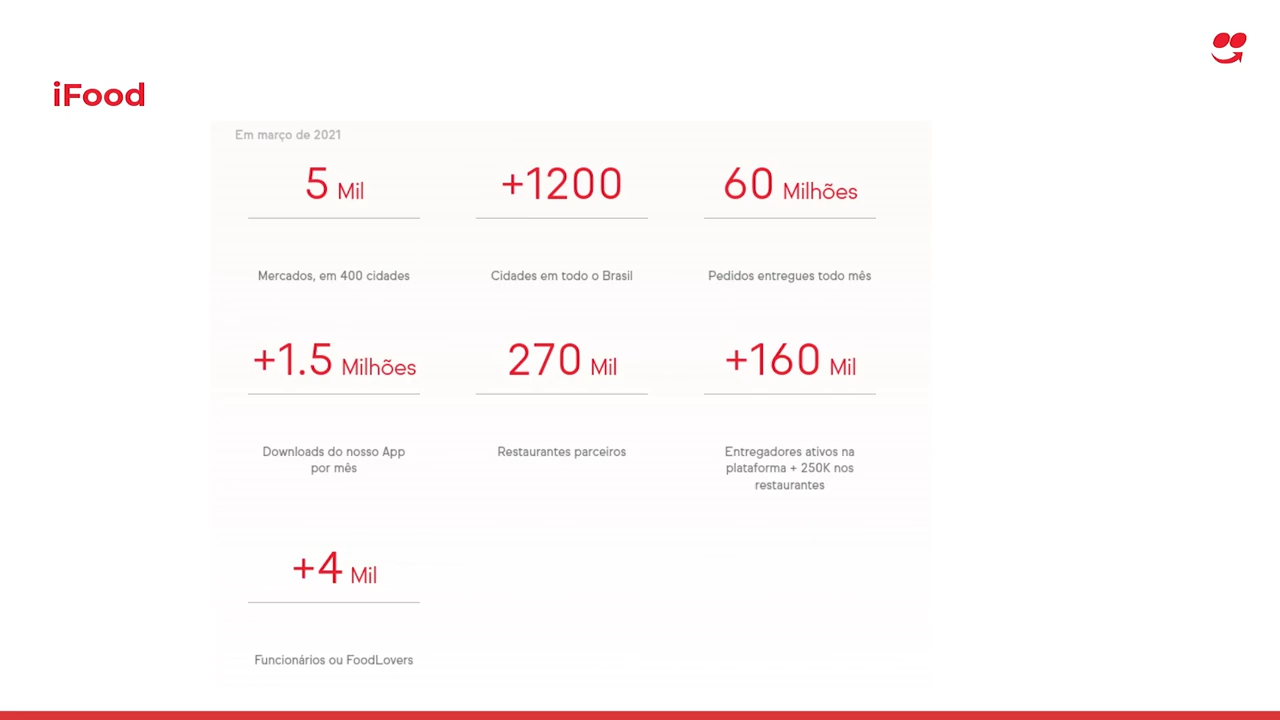 iFood
Em março de 2021
5 Mil
Mercados, em 400 cidades
+1200
Cidades em todo o Brasil
60 Milhões
Pedidos entregues todo mês
+1.5 Milhões
Downloads do nosso App
por mês
270 Mil
Restaurantes parceiros
+160 Mil
Entregadores ativos na
plataforma + 250K nos
restaurantes
+4 Mil
Funcionários ou FoodLovers